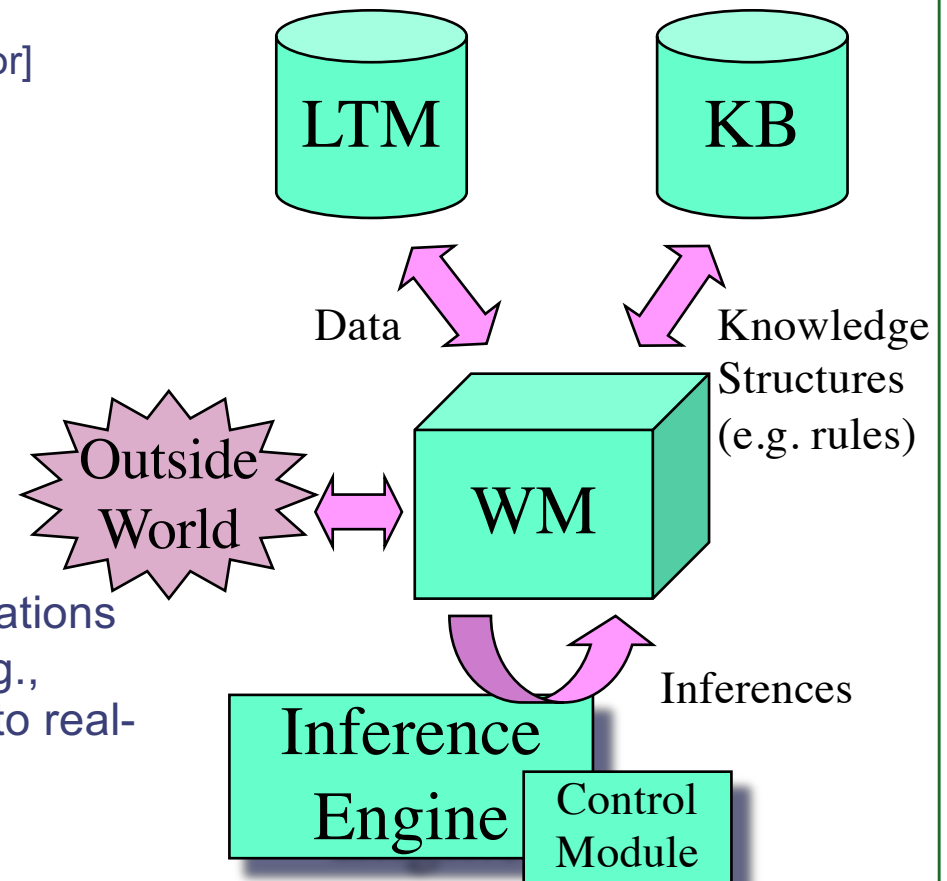 or]
LTM
KB
Data
Knowledge
Structures
(e.g. rules)
Outside
World
WM
ations
g.,
to real-
Inferences
Inference
Engine
Control
Module